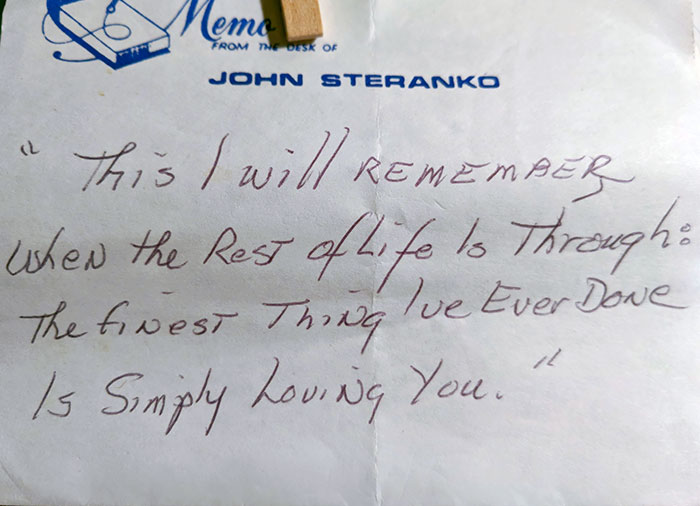 Memo
FROM THE DESK OF
JOHN STERANKO
"This I will REMEMBER
When the Rest of Life Is Through:
The finest Thing I've Ever Done
Is Simply Loving You."